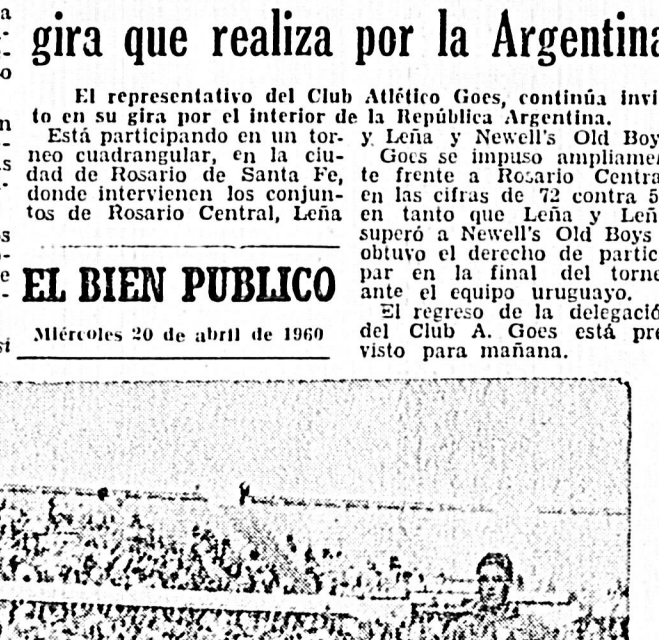 gira que realiza por la Argentina
El representativo del Club Atlético Goes, continúa invi
to en su gira por el interior de la República Argentina.
Está participando en un tor-
neo cuadrangular, en la ciu-
dad de Rosario de Santa Fe,
donde intervienen los conjun-
tos de Rosario Central, Leña
y Leña y Newell's Old Boy
Goes se impuso ampliamen
te frente a Rosario Centra
en las cifras de 72 contra 5
en tanto que Leña y Leñ
superó a Newell's Old Boys
obtuvo el derecho de partic
par en la final del torne
ante el equipo uruguayo.
El regreso de la delegació
del Club A. Goes está pre
visto para mañana.
EL BIEN PUBLICO
Miércoles 20 de abril de 1960